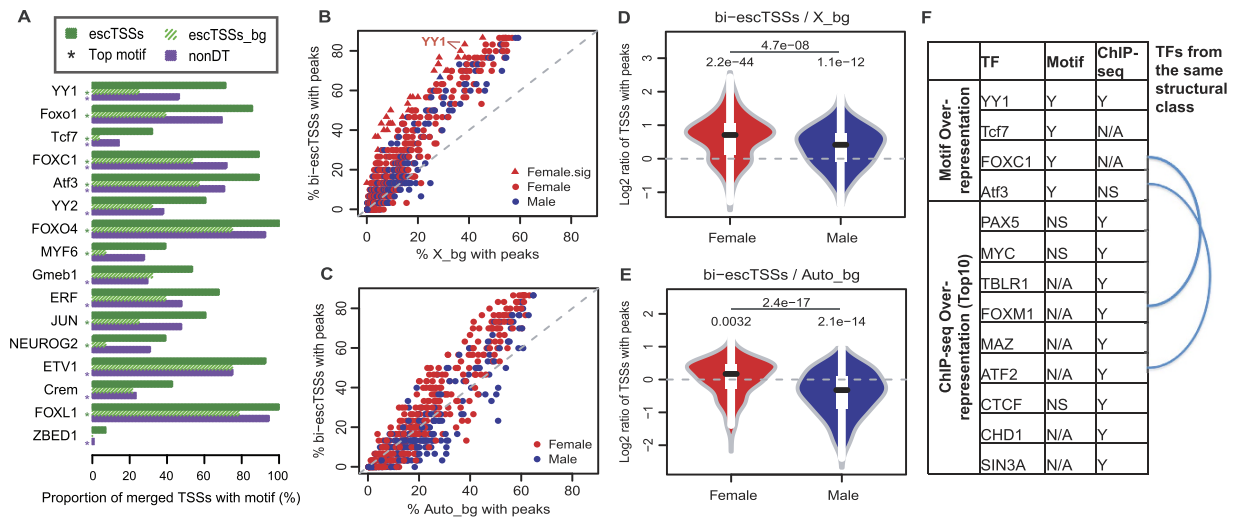 A
escTSSs
escTSSs_bg
* Top motif
nonDT
YY1
*
*
Foxo1
*
Tcf7
*
*
FOXC1
*
*
Atf3
*
*
YY2
*
*
FOXO4
*
MYF6
*
*
Gmeb1
*
ERF
*
*
JUN
*
NEUROG2
*
ETV1
*
Crem
*
FOXL1
*
ZBED1
*
0 20 40 60 80 100
Proportion of merged TSSs with motif (%)
B
% bi-escTSSs with peaks
0 20 40 60 80
YY1
Female.sig
Female
Male
0 20 40 60 80
% X_bg with peaks
C
% bi-escTSSs with peaks
0 20 40 60 80
Female
Male
0 20 40 60 80
% Auto_bg with peaks
D
bi-escTSSs / X_bg
Log2 ratio of TSSs with peaks
3
2
1
0
−1
4.7e-08
2.2e-44 1.1e-12
Female Male
E
bi-escTSSs / Auto_bg
Log2 ratio of TSSs with peaks
2
1
0
−1
−2
2.4e-17
0.0032 2.1e-14
Female Male
F
TFs from
the same
structural
class
TF Motif ChIP-
seq
Motif Over-
representation
YY1 Y Y
Tcf7 Y N/A
FOXC1 Y N/A
Atf3 Y NS
ChIP-seq Over-
representation (Top10)
PAX5 NS Y
MYC NS Y
TBLR1 N/A Y
FOXM1 N/A Y
MAZ N/A Y
ATF2 N/A Y
CTCF NS Y
CHD1 N/A Y
SIN3A N/A Y